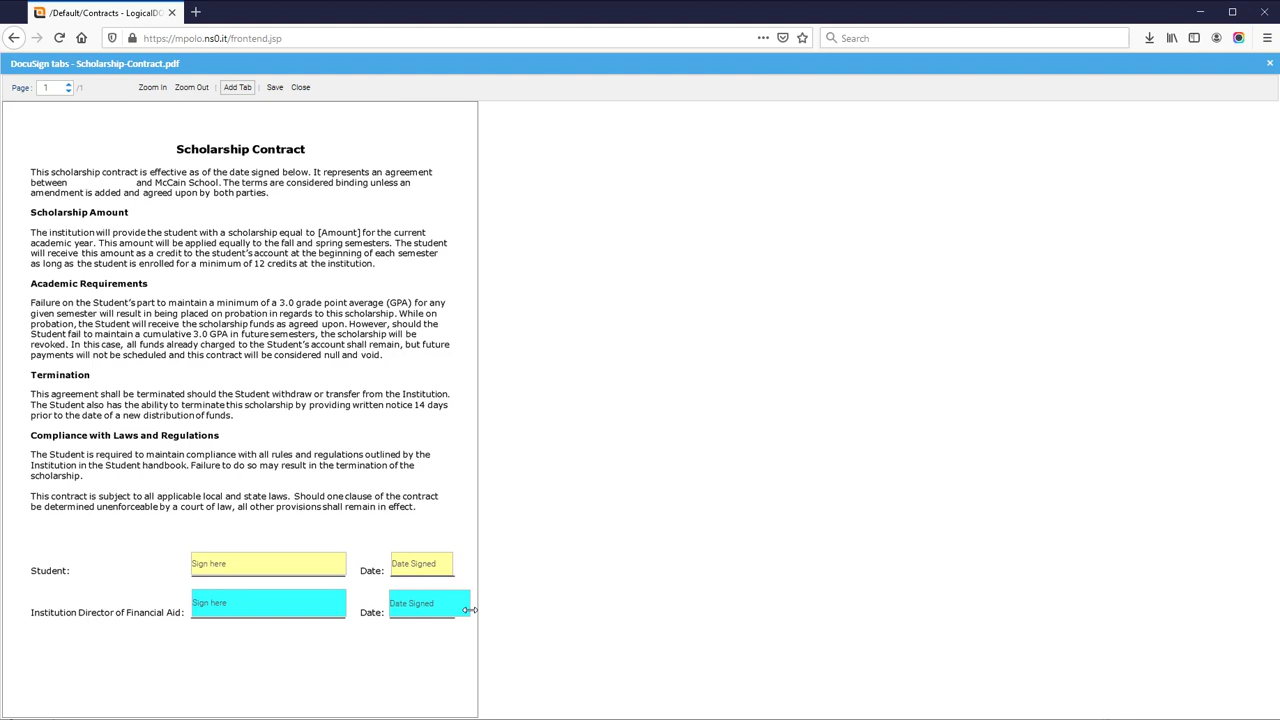 /Default/Contracts - LogicalDO
https://mpolo.ns0.it/frontend.jsp
Search
DocuSign tabs - Scholarship-Contract.pdf
Page : 1 /1 Zoom In Zoom Out Add Tab Save Close
Scholarship Contract
This scholarship contract is effective as of the date signed below. It represents an agreement
between and McCain School. The terms are considered binding unless an
amendment is added and agreed upon by both parties.
Scholarship Amount
The institution will provide the student with a scholarship equal to [Amount] for the current
academic year. This amount will be applied equally to the fall and spring semesters. The student
will receive this amount as a credit to the student's account at the beginning of each semester
as long as the student is enrolled for a minimum of 12 credits at the institution.
Academic Requirements
Failure on the Student's part to maintain a minimum of a 3.0 grade point average (GPA) for any
given semester will result in being placed on probation in regards to this scholarship. While on
probation, the Student will receive the scholarship funds as agreed upon. However, should the
Student fail to maintain a cumulative 3.0 GPA in future semesters, the scholarship will be
revoked. In this case, all funds already charged to the Student's account shall remain, but future
payments will not be scheduled and this contract will be considered null and void.
Termination
This agreement shall be terminated should the Student withdraw or transfer from the Institution.
The Student also has the ability to terminate this scholarship by providing written notice 14 days
prior to the date of a new distribution of funds.
Compliance with Laws and Regulations
The Student is required to maintain compliance with all rules and regulations outlined by the
Institution in the Student handbook. Failure to do so may result in the termination of the
scholarship.
This contract is subject to all applicable local and state laws. Should one clause of the contract
be determined unenforceable by a court of law, all other provisions shall remain in effect.
Student: Sign here Date: Date Signed
Institution Director of Financial Aid: Sign here Date: Date Signed